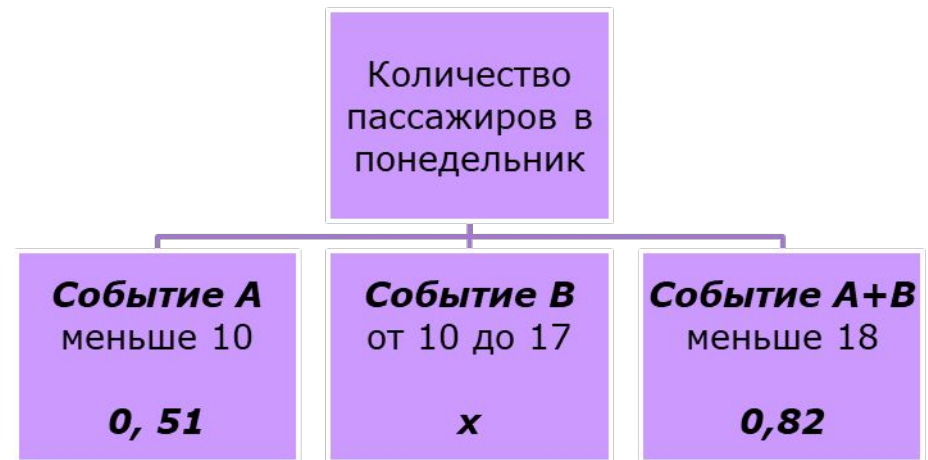 Количество
пассажиров в
понедельник
Событие А
меньше 10
0, 51
Событие В
от 10 до 17
х
Событие А+В
меньше 18
0,82